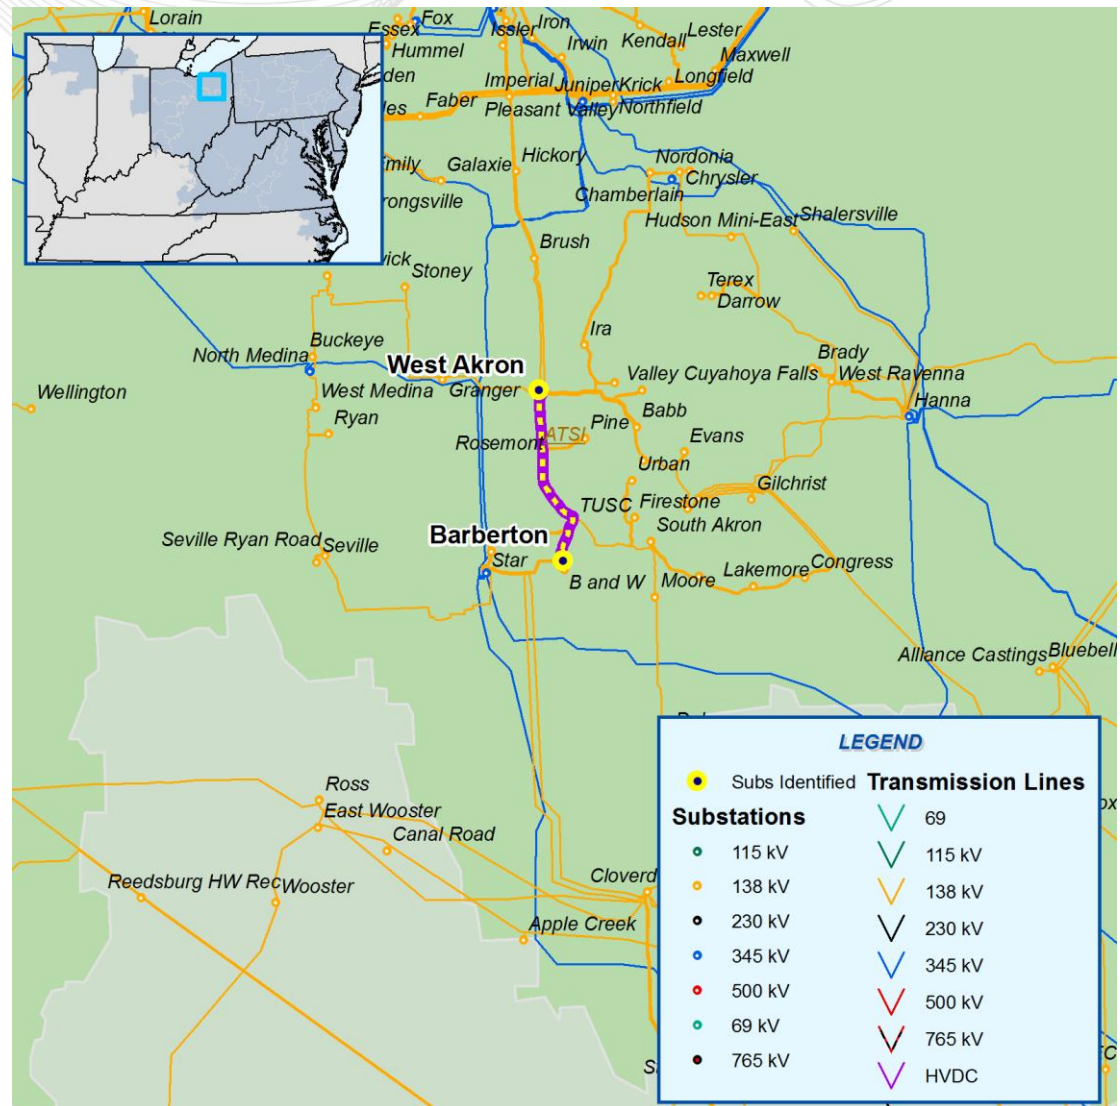 Lorain
Essex
Fox
Issler
Iron
Kendall
Lester
Hummel
Irwin
Maxwell
Imperial
Juniper
Krick
Longfield
Faber
Pleasant Valley
Northfield
Galaxie
Hickory
Nordonia
Chrysler
Chamberlain
Hudson Mini-East
Shalersville
Brush
Stoney
Terex
Darrow
Ira
Buckeye
North Medina
West Akron
Brady
Valley
Cuyahoya Falls
West Ravenna
Wellington
West Medina
Granger
Hanna
Ryan
Babb
Pine
ATSI
Rosemont
Evans
Urban
Gilchrist
TUSC
Firestone
South Akron
Barberton
Seville Ryan Road
Seville
Star
B and W
Moore
Lakemore
Congress
Alliance Castings
Bluebell
Ross
East Wooster
Canal Road
Reedsburg HW Rec
Wooster
Apple Creek
LEGEND
Subs Identified
Substations
115 kV
138 kV
230 kV
345 kV
500 kV
69 kV
765 kV
Transmission Lines
69
115 kV
138 kV
230 kV
345 kV
500 kV
765 kV
HVDC